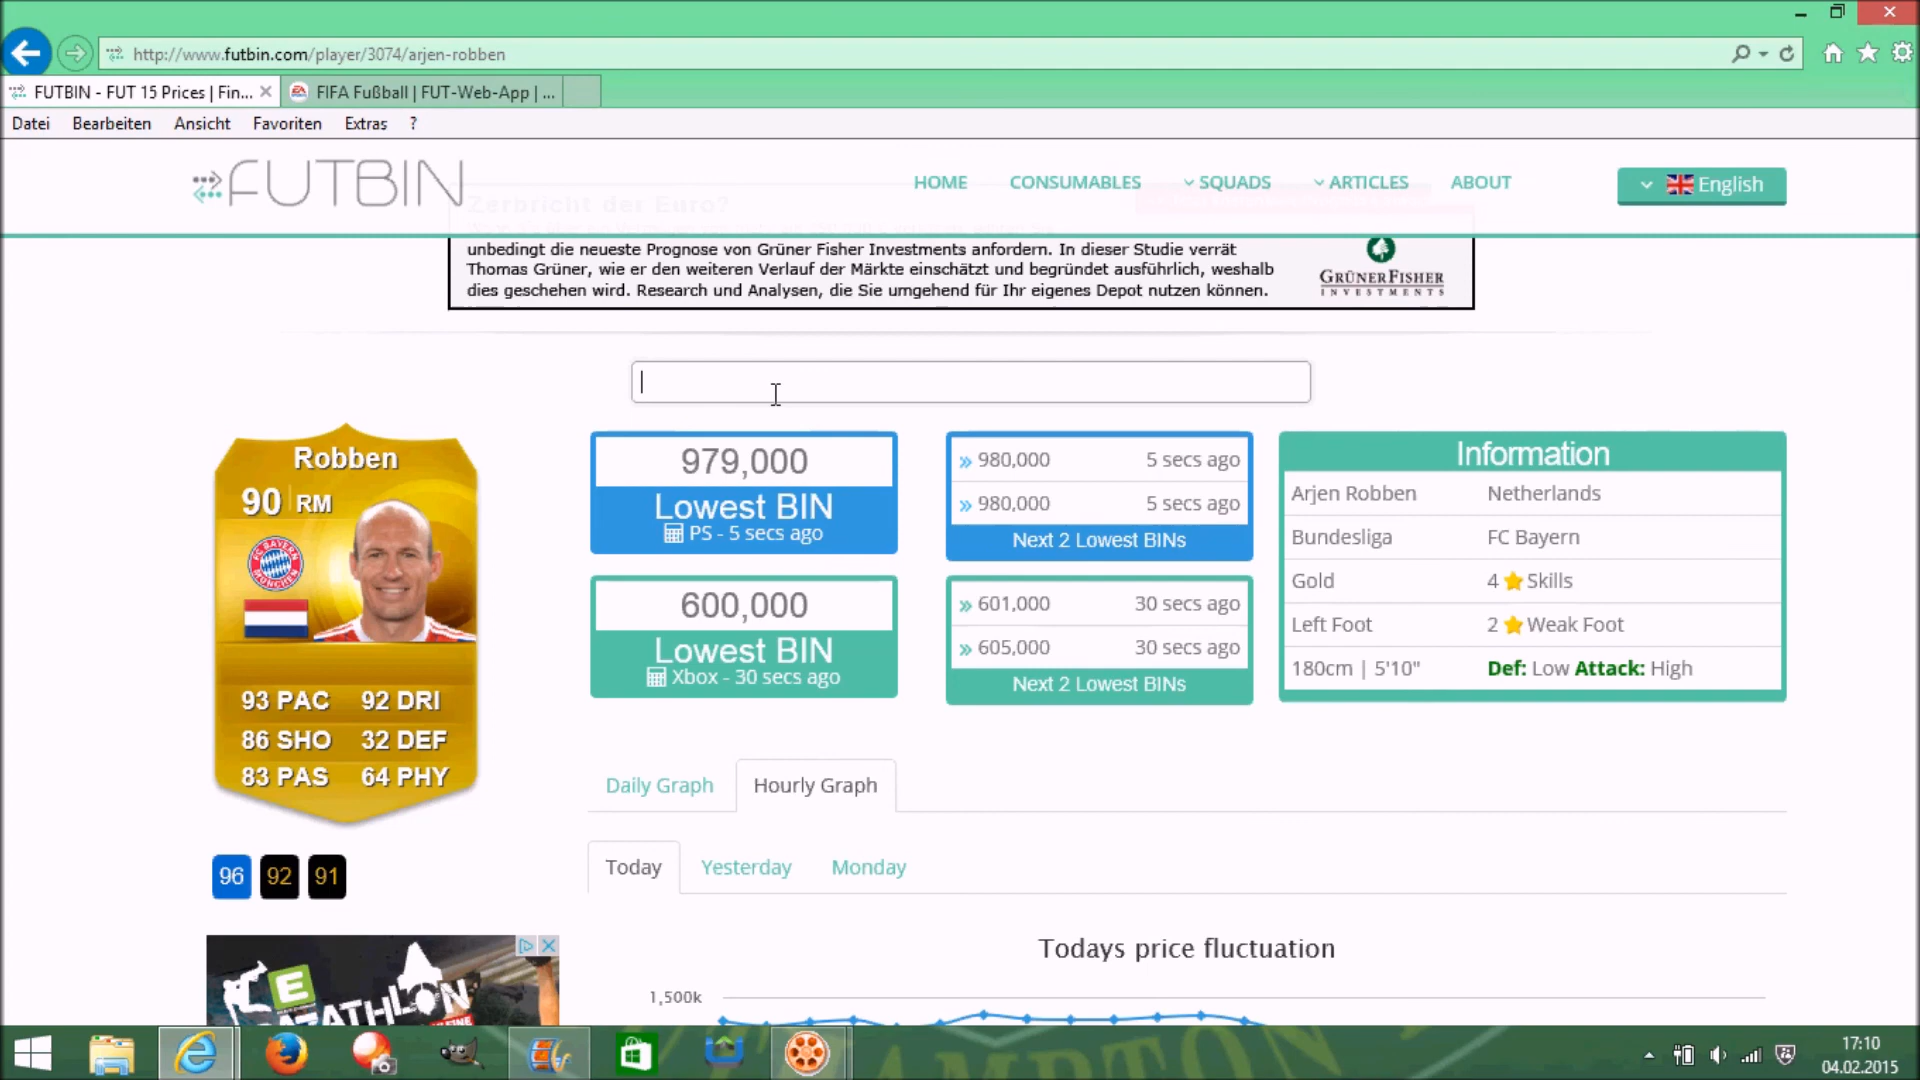 http://www.futbin.com/player/3074/arjen-robben
FUTBIN - FUT 15 Prices | Fin...
FIFA Fußball | FUT-Web-App | ...
Datei Bearbeiten Ansicht Favoriten Extras ?
FUTBIN
HOME CONSUMABLES SQUADS ARTICLES ABOUT English
Zerbricht der Euro?
unbedingt die neueste Prognose von Grüner Fisher Investments anfordern. In dieser Studie verrät
Thomas Grüner, wie er den weiteren Verlauf der Märkte einschätzt und begründet ausführlich, weshalb
dies geschehen wird. Research und Analysen, die Sie umgehend für Ihr eigenes Depot nutzen können.
GRÜNER FISHER
INVESTMENTS
Robben
90 RM
FC BAYERN
MÜNCHEN
93 PAC 92 DRI
86 SHO 32 DEF
83 PAS 64 PHY
96 92 91
979,000
Lowest BIN
PS - 5 secs ago
» 980,000 5 secs ago
» 980,000 5 secs ago
Next 2 Lowest BINs
600,000
Lowest BIN
Xbox - 30 secs ago
» 601,000 30 secs ago
» 605,000 30 secs ago
Next 2 Lowest BINs
Information
Arjen Robben Netherlands
Bundesliga FC Bayern
Gold 4 Skills
Left Foot 2 Weak Foot
180cm | 5'10" Def: Low Attack: High
Daily Graph Hourly Graph
Today Yesterday Monday
Todays price fluctuation
1,500k
17:10
04.02.2015